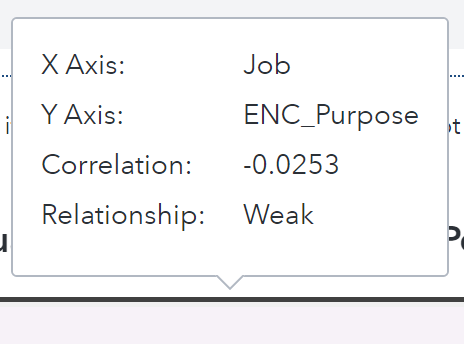 X Axis: Job
Y Axis: ENC_Purpose
Correlation: -0.0253
Relationship: Weak